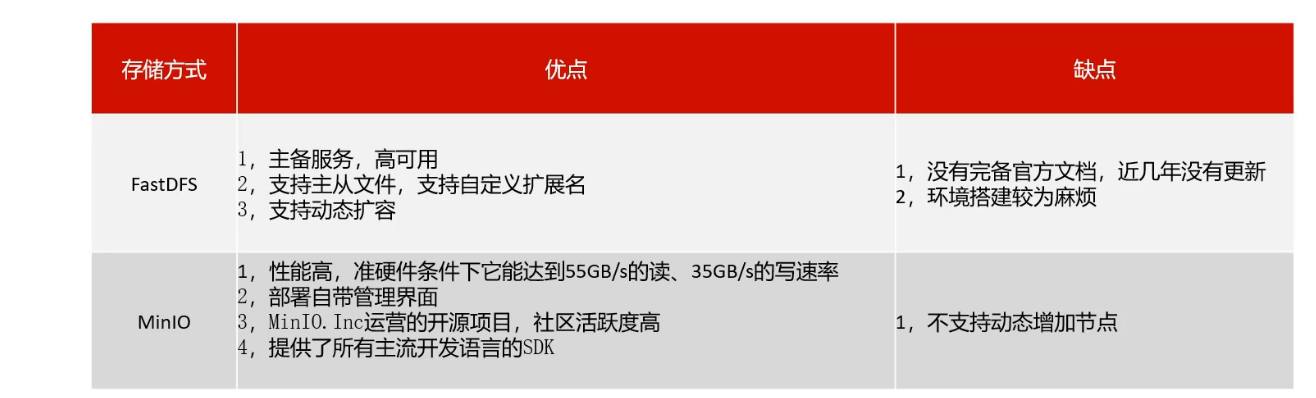 存储方式 优点 缺点
FastDFS
1，主备服务，高可用
2，支持主从文件，支持自定义扩展名
3，支持动态扩容
1，没有完备官方文档，近几年没有更新
2，环境搭建较为麻烦
MinIO
1，性能高，准硬件条件下它能达到55GB/s的读、35GB/s的写速率
2，部署自带管理界面
3，MinIO.Inc运营的开源项目，社区活跃度高
4，提供了所有主流开发语言的SDK
1，不支持动态增加节点